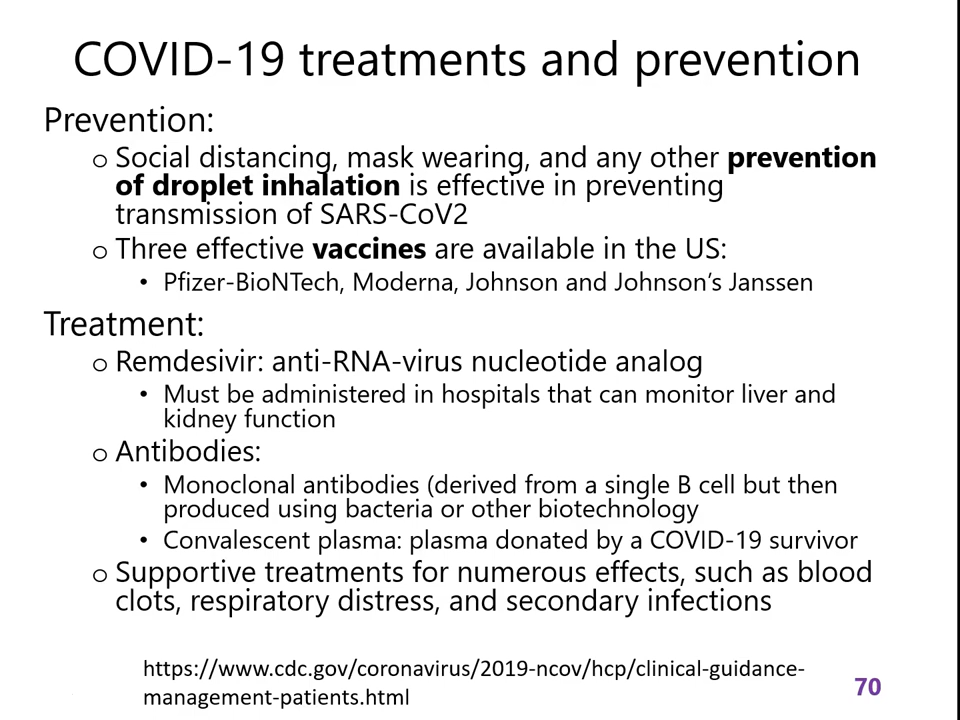 COVID-19 treatments and prevention
Prevention:
o Social distancing, mask wearing, and any other prevention
of droplet inhalation is effective in preventing
transmission of SARS-CoV2
o Three effective vaccines are available in the US:
• Pfizer-BioNTech, Moderna, Johnson and Johnson’s Janssen
Treatment:
o Remdesivir: anti-RNA-virus nucleotide analog
• Must be administered in hospitals that can monitor liver and
kidney function
o Antibodies:
• Monoclonal antibodies (derived from a single B cell but then
produced using bacteria or other biotechnology
• Convalescent plasma: plasma donated by a COVID-19 survivor
o Supportive treatments for numerous effects, such as blood
clots, respiratory distress, and secondary infections
https://www.cdc.gov/coronavirus/2019-ncov/hcp/clinical-guidance-
management-patients.html
70